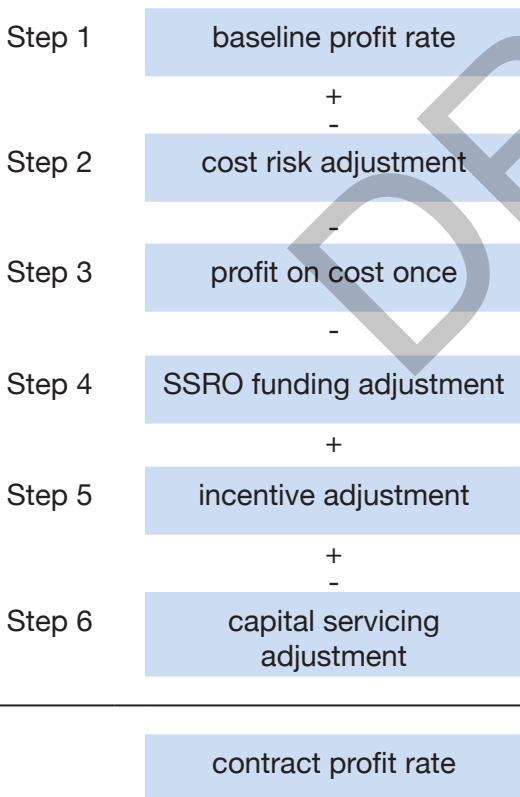 Step 1 baseline profit rate
+
-
Step 2 cost risk adjustment
-
Step 3 profit on cost once
-
Step 4 SSRO funding adjustment
+
Step 5 incentive adjustment
+
-
Step 6 capital servicing
adjustment
contract profit rate